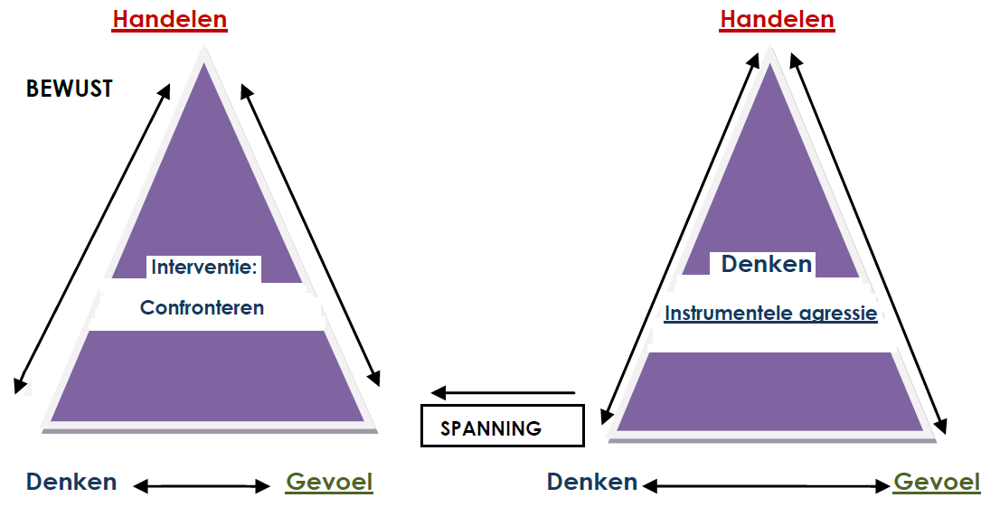 Handelen
BEWUST
Interventie:
Confronteren
Denken
Gevoel
SPANNING
Handelen
Denken
Instrumentele agressie
Denken
Gevoel